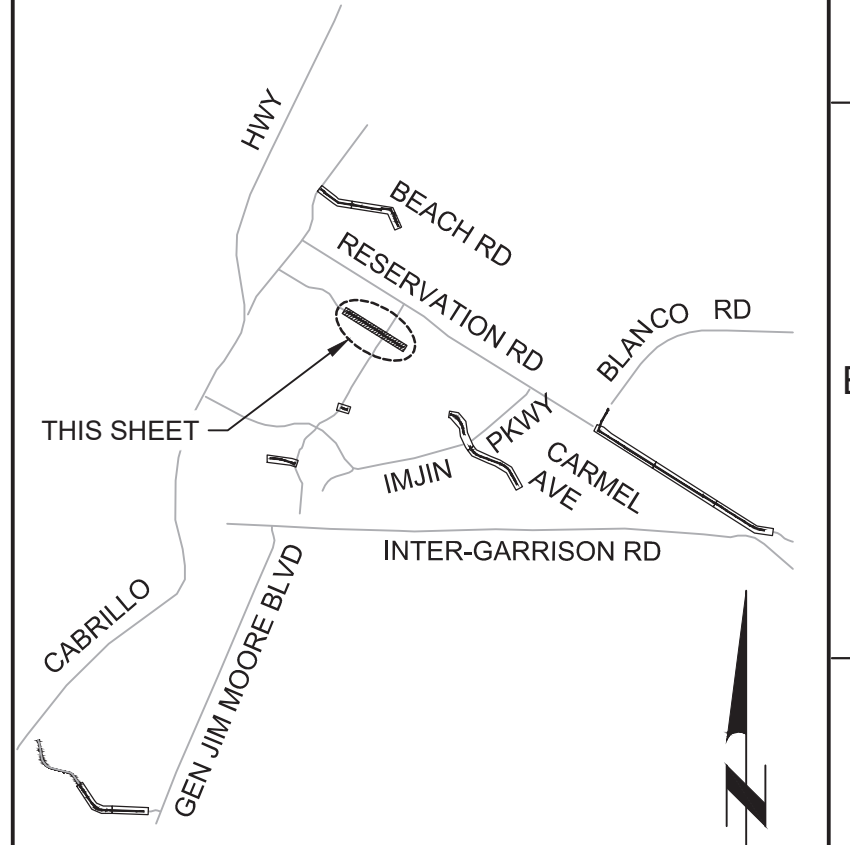 HWY
BEACH RD
RESERVATION RD
BLANCO RD
THIS SHEET
PKWY
IMJIN
CARMEL
AVE
INTER-GARRISON RD
CABRILLO
GEN JIM MOORE BLVD
N